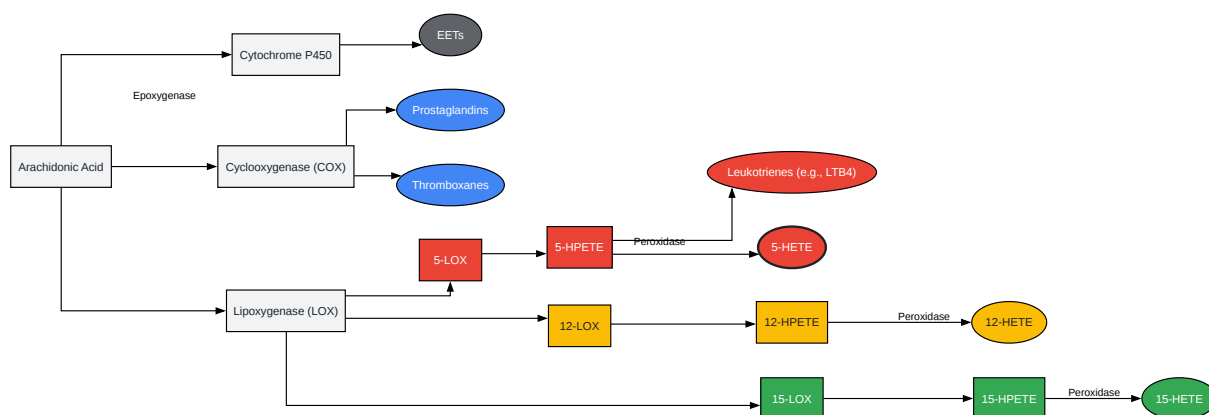 EETs
Cytochrome P450
Epoxygenase
Prostaglandins
Arachidonic Acid
Cyclooxygenase (COX)
Thromboxanes
Leukotrienes (e.g., LTB4)
5-LOX
5-HPETE
Peroxidase
5-HETE
Lipoxygenase (LOX)
12-LOX
12-HPETE
Peroxidase
12-HETE
15-LOX
15-HPETE
Peroxidase
15-HETE